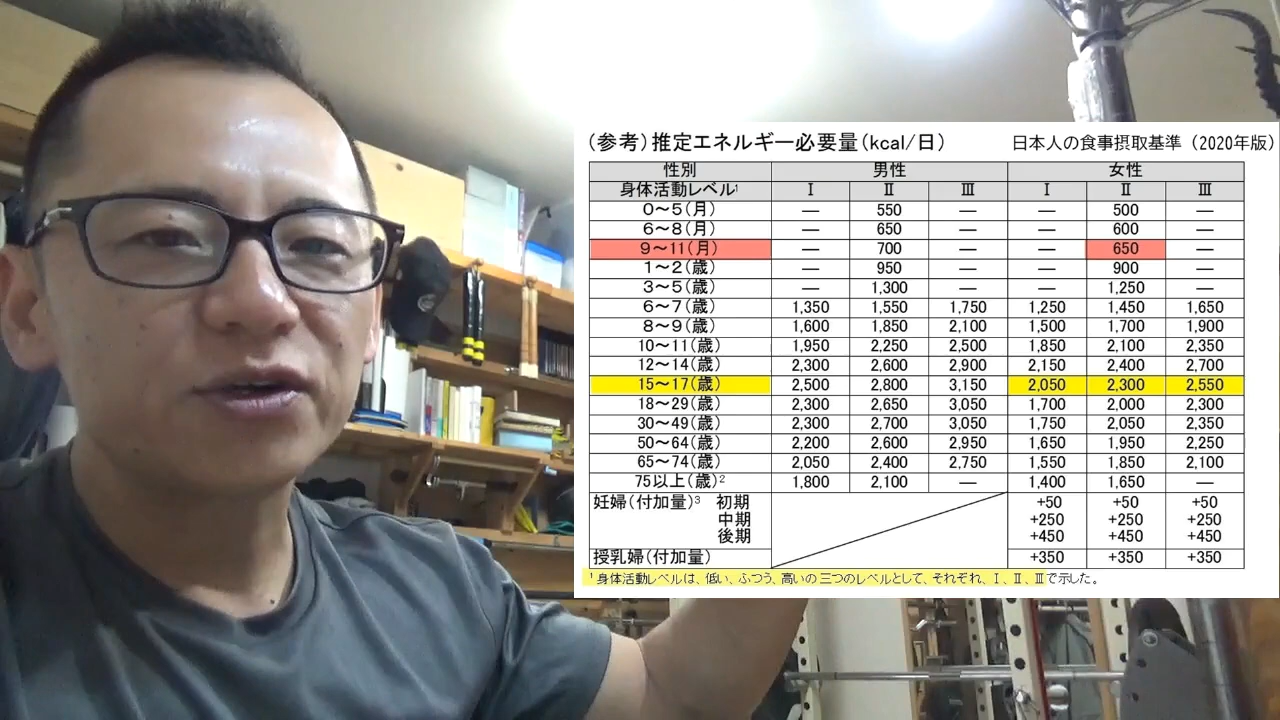 (参考)推定エネルギー必要量(kcal/日) 日本人の食事摂取基準(2020年版)
性別 男性 女性
身体活動レベル¹ Ⅰ Ⅱ Ⅲ Ⅰ Ⅱ Ⅲ
0～5(月) ― 550 ― ― 500 ―
6～8(月) ― 650 ― ― 600 ―
9～11(月) ― 700 ― ― 650 ―
1～2(歳) ― 950 ― ― 900 ―
3～5(歳) ― 1,300 ― ― 1,250 ―
6～7(歳) 1,350 1,550 1,750 1,250 1,450 1,650
8～9(歳) 1,600 1,850 2,100 1,500 1,700 1,900
10～11(歳) 1,950 2,250 2,500 1,850 2,100 2,350
12～14(歳) 2,300 2,600 2,900 2,150 2,400 2,700
15～17(歳) 2,500 2,800 3,150 2,050 2,300 2,550
18～29(歳) 2,300 2,650 3,050 1,700 2,000 2,300
30～49(歳) 2,300 2,700 3,050 1,750 2,050 2,350
50～64(歳) 2,200 2,600 2,950 1,650 1,950 2,250
65～74(歳) 2,050 2,400 2,750 1,550 1,850 2,100
75以上(歳)² 1,800 2,100 ― 1,400 1,650 ―
妊婦(付加量)³ 初期 +50 +50 +50
中期 +250 +250 +250
後期 +450 +450 +450
授乳婦(付加量) +350 +350 +350
¹ 身体活動レベルは、低い、ふつう、高いの三つのレベルとして、それぞれ、Ⅰ、Ⅱ、Ⅲで示した。